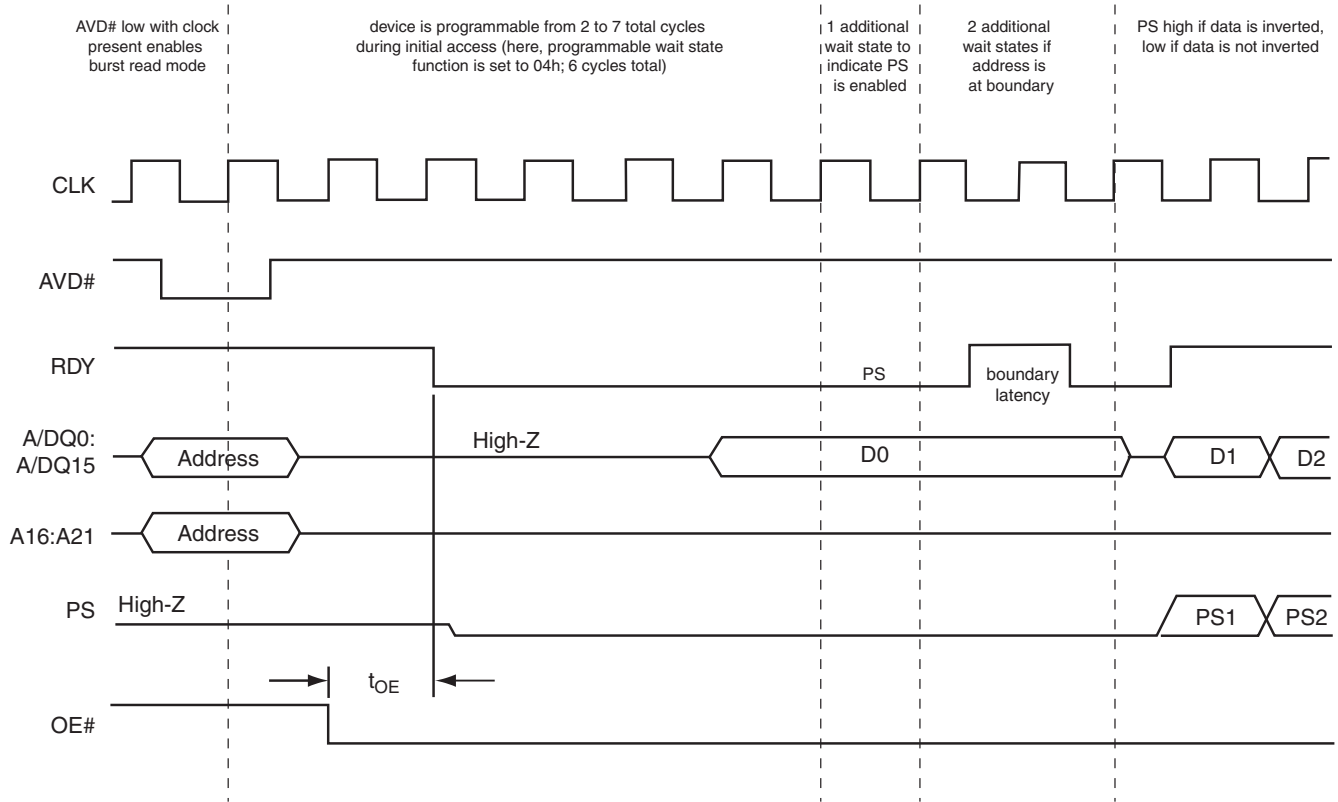 AVD# low with clock
present enables
burst read mode
device is programmable from 2 to 7 total cycles
during initial access (here, programmable wait state
function is set to 04h; 6 cycles total)
1 additional
wait state to
indicate PS
is enabled
2 additional
wait states if
address is
at boundary
PS high if data is inverted,
low if data is not inverted
CLK
AVD#
RDY
PS
boundary
latency
A/DQ0:
A/DQ15
Address
High-Z
D0
D1
D2
A16:A21
Address
PS
High-Z
PS1
PS2
tOE
OE#